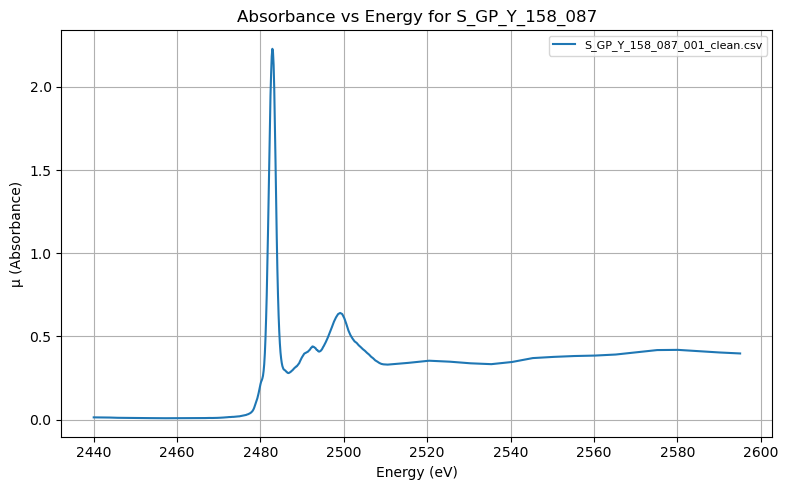 Absorbance vs Energy for S_GP_Y_158_087
S_GP_Y_158_087_001_clean.csv
μ (Absorbance)
2.0
1.5
1.0
0.5
0.0
2440 2460 2480 2500 2520 2540 2560 2580 2600
Energy (eV)